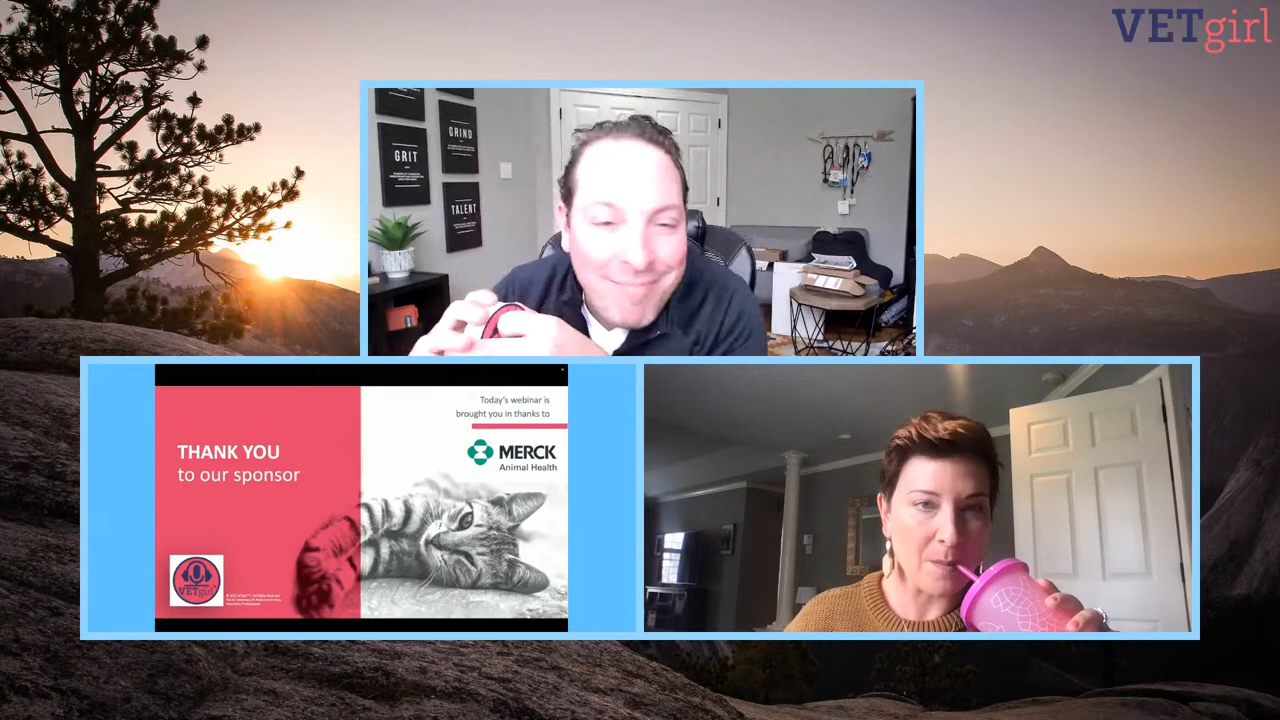 VETgirl
GRIND
GRIT
TALENT
Today's webinar is
brought you in thanks to
THANK YOU
to our sponsor
MERCK
Animal Health
VETgirl